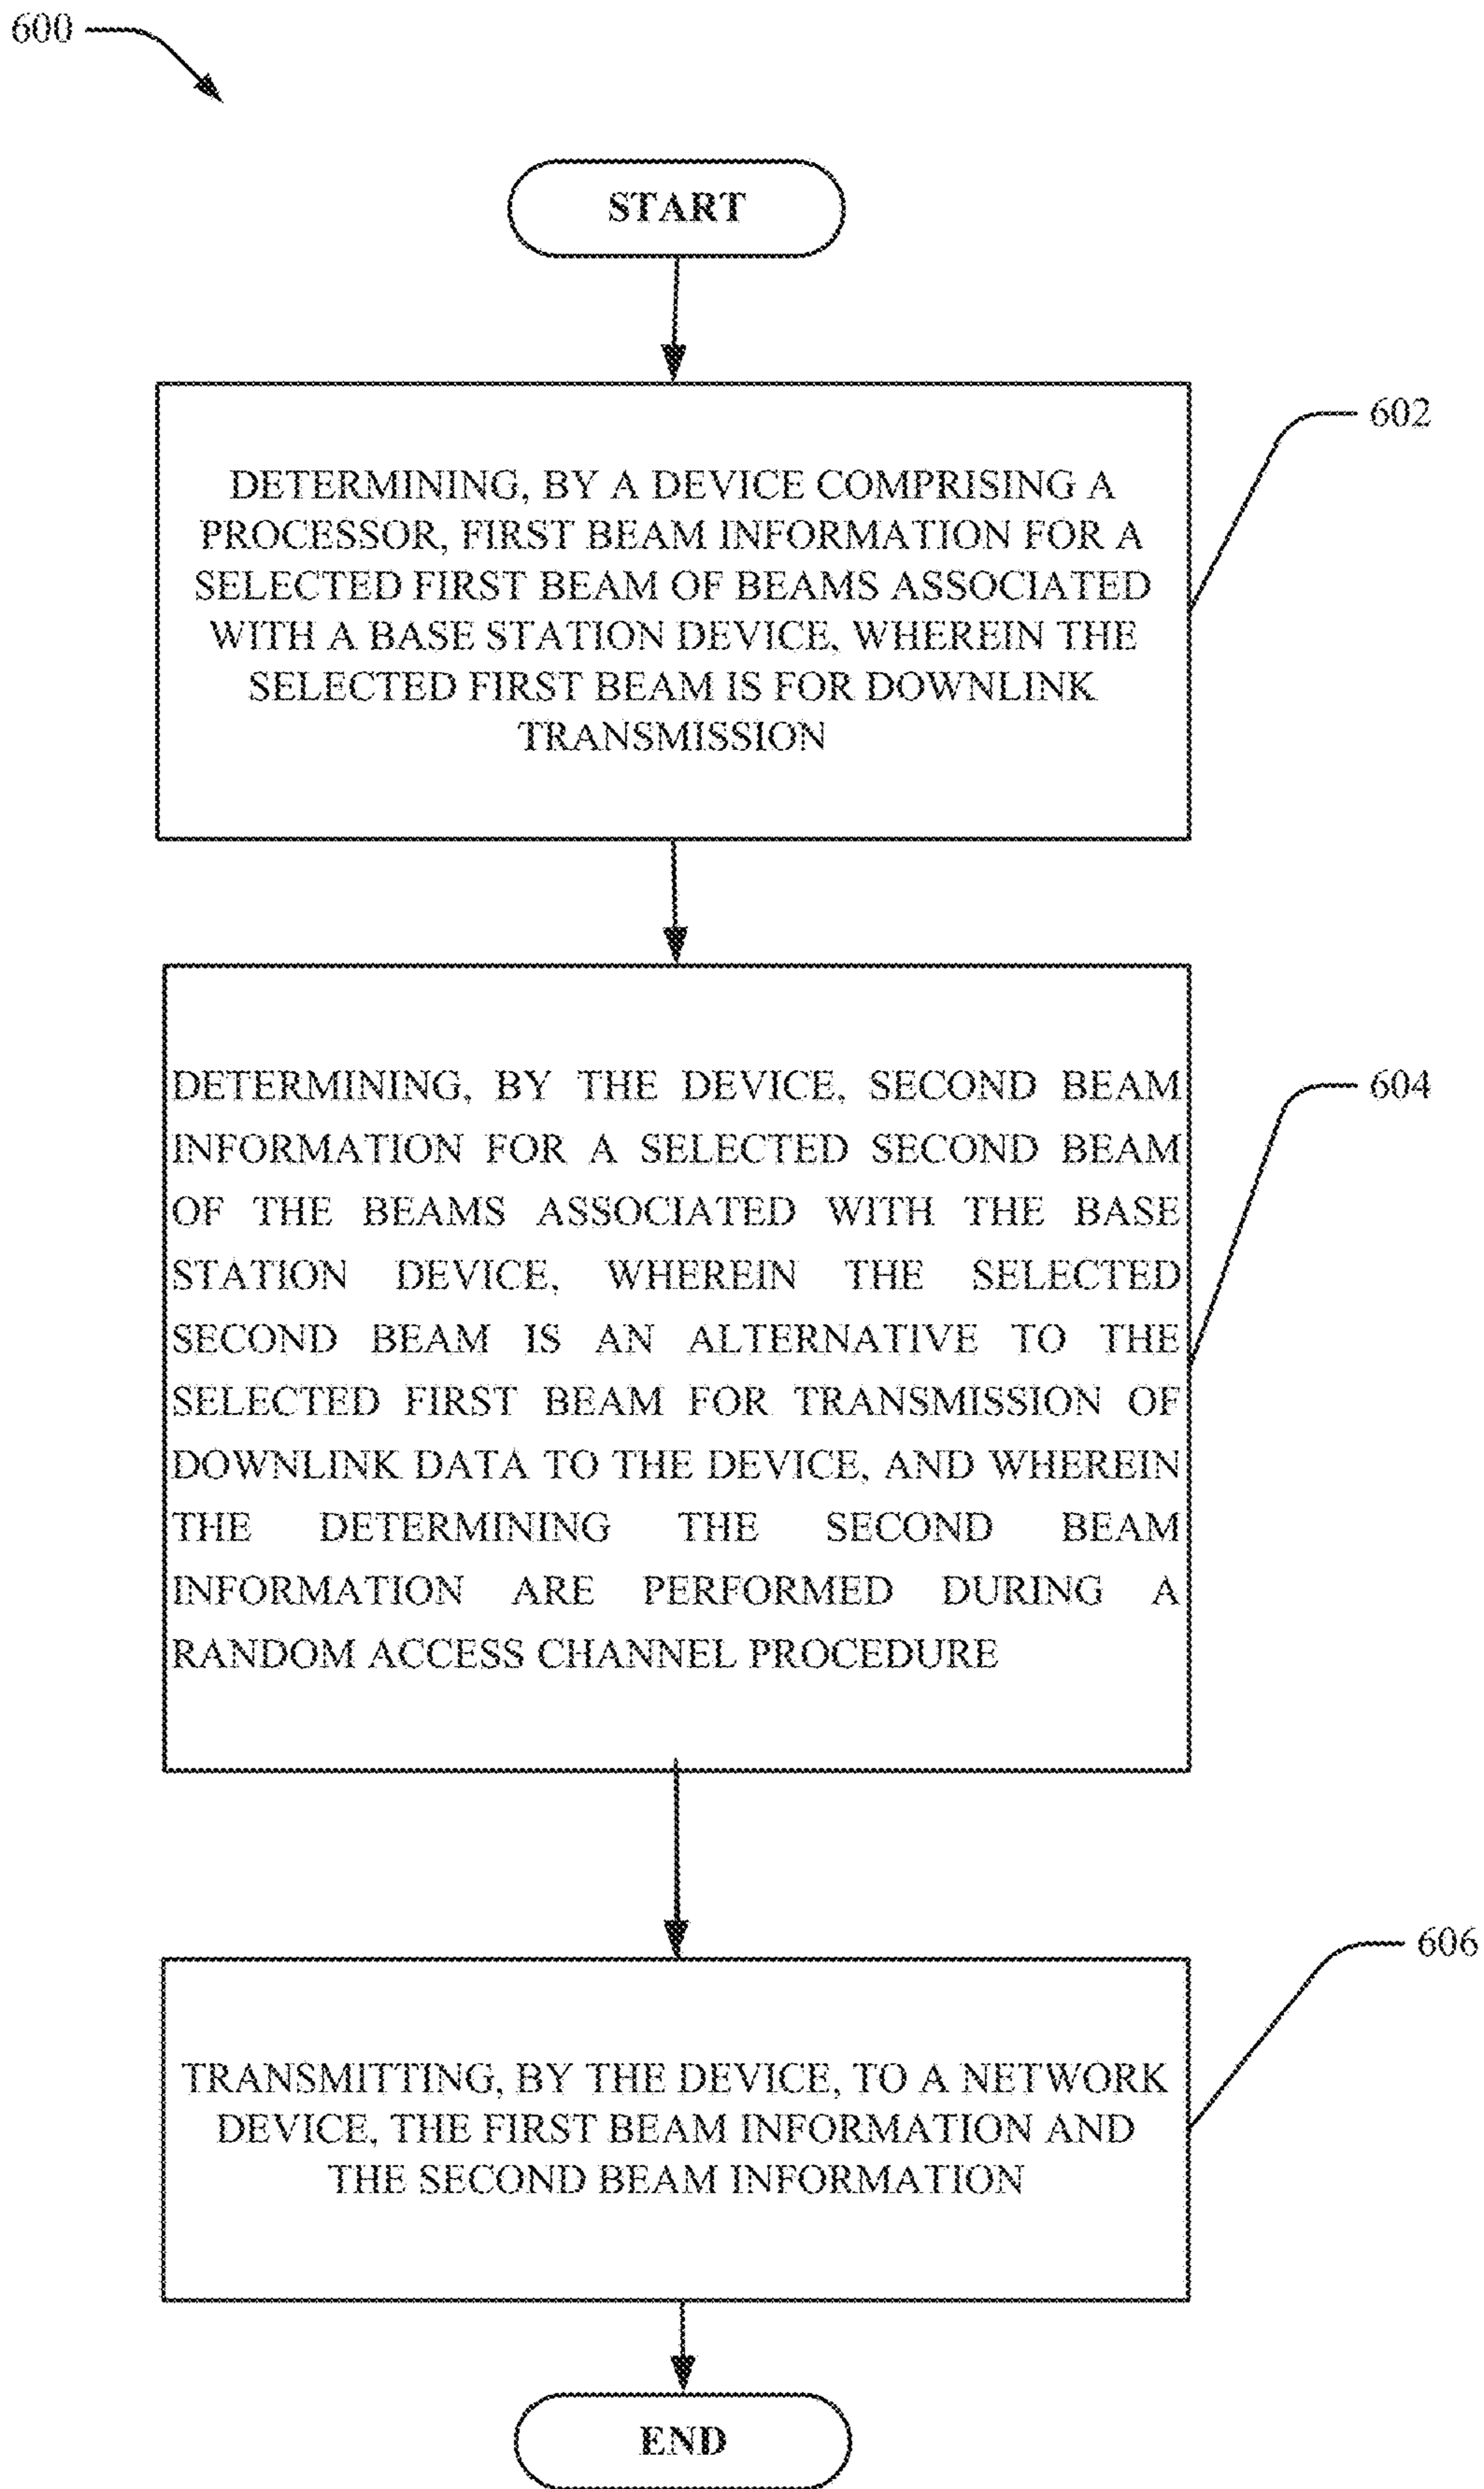 600
START
602
DETERMINING, BY A DEVICE COMPRISING A
PROCESSOR, FIRST BEAM INFORMATION FOR A
SELECTED FIRST BEAM OF BEAMS ASSOCIATED
WITH A BASE STATION DEVICE, WHEREIN THE
SELECTED FIRST BEAM IS FOR DOWNLINK
TRANSMISSION
604
DETERMINING, BY THE DEVICE, SECOND BEAM
INFORMATION FOR A SELECTED SECOND BEAM
OF THE BEAMS ASSOCIATED WITH THE BASE
STATION DEVICE, WHEREIN THE SELECTED
SECOND BEAM IS AN ALTERNATIVE TO THE
SELECTED FIRST BEAM FOR TRANSMISSION OF
DOWNLINK DATA TO THE DEVICE, AND WHEREIN
THE DETERMINING THE SECOND BEAM
INFORMATION ARE PERFORMED DURING A
RANDOM ACCESS CHANNEL PROCEDURE
606
TRANSMITTING, BY THE DEVICE, TO A NETWORK
DEVICE, THE FIRST BEAM INFORMATION AND
THE SECOND BEAM INFORMATION
END